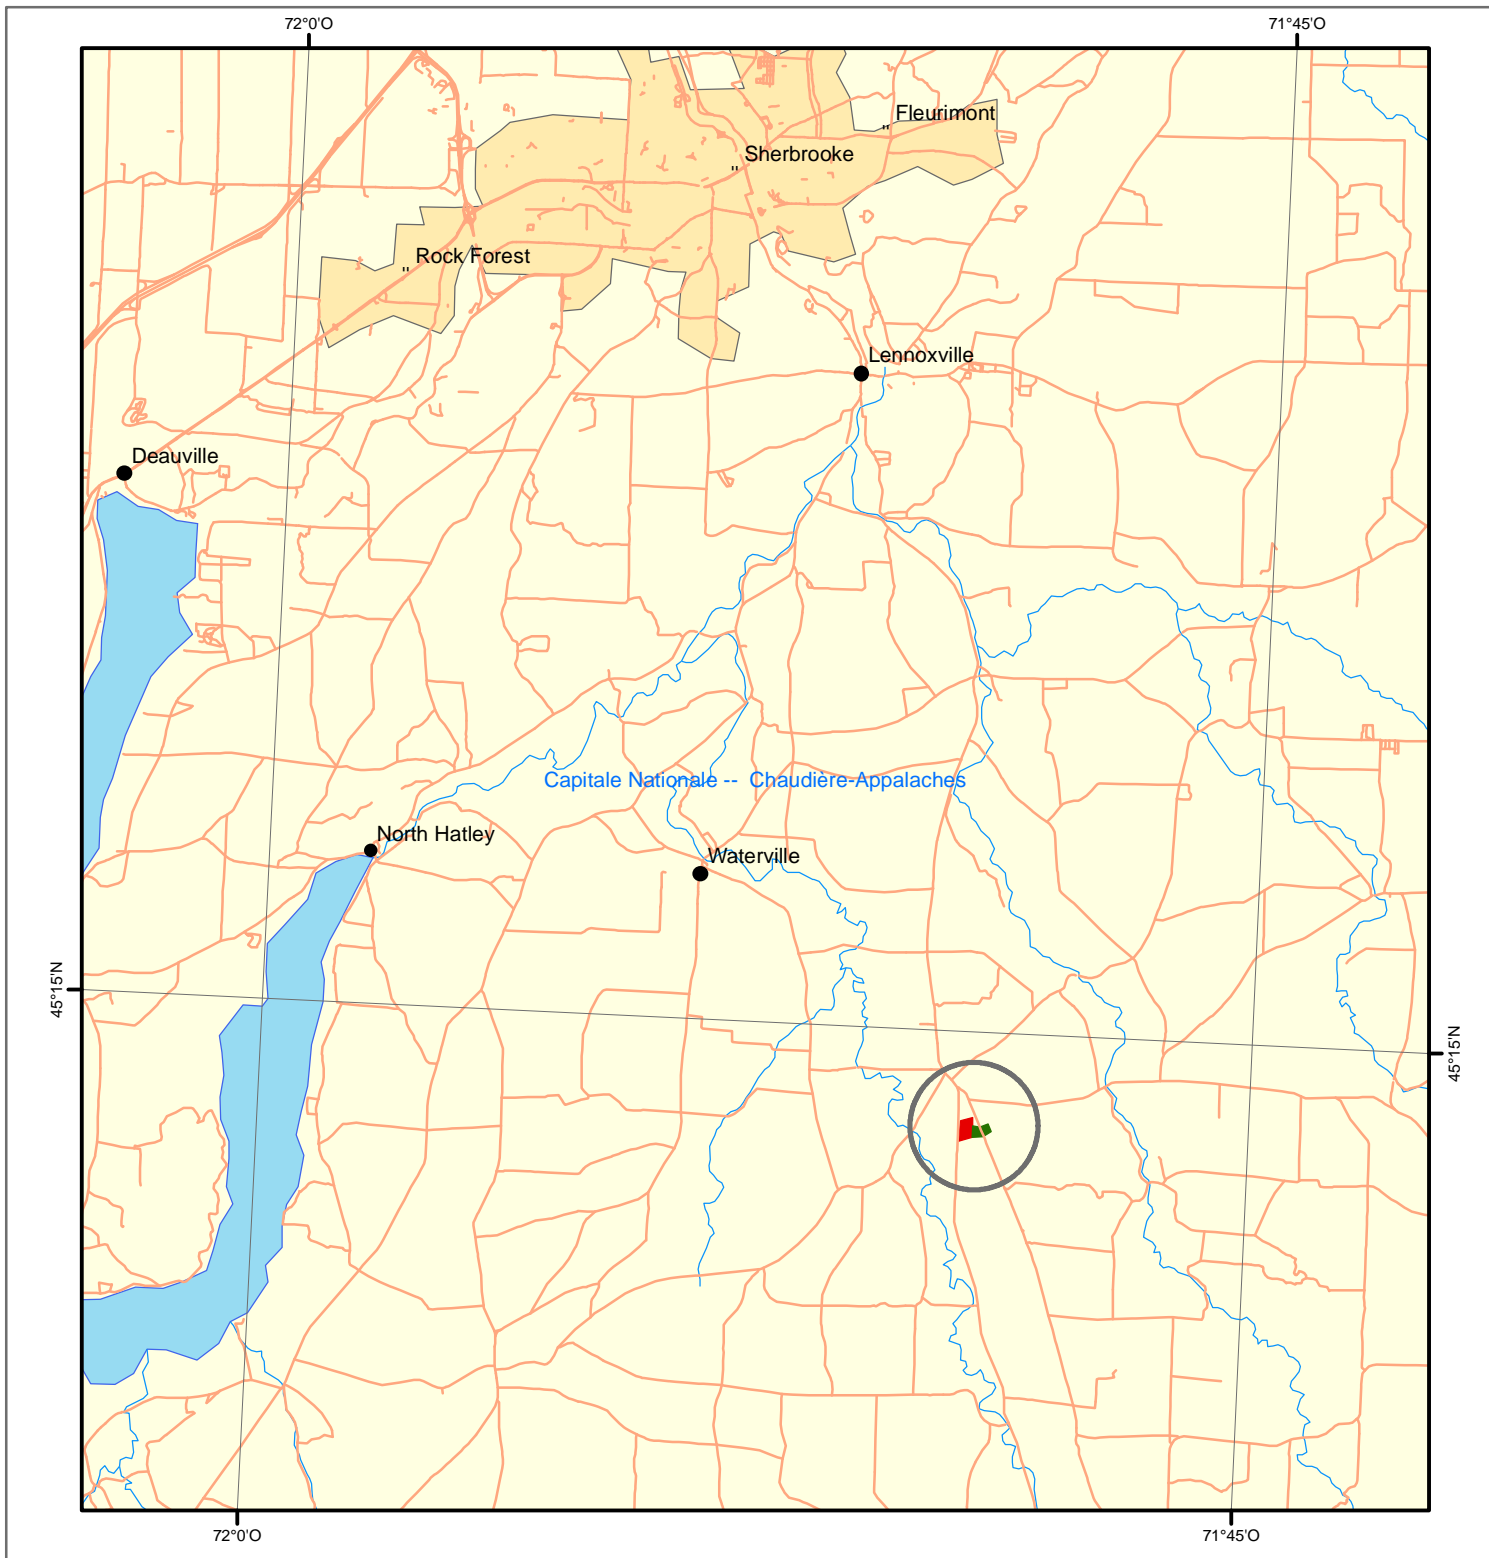 72°0'O
71°45'O
Fleurimont
"
Sherbrooke
"
Rock Forest
"
Lennoxville
Deauville
Capitale Nationale -- Chaudière-Appalaches
North Hatley
Waterville
45°15'N
45°15'N
72°0'O
71°45'O